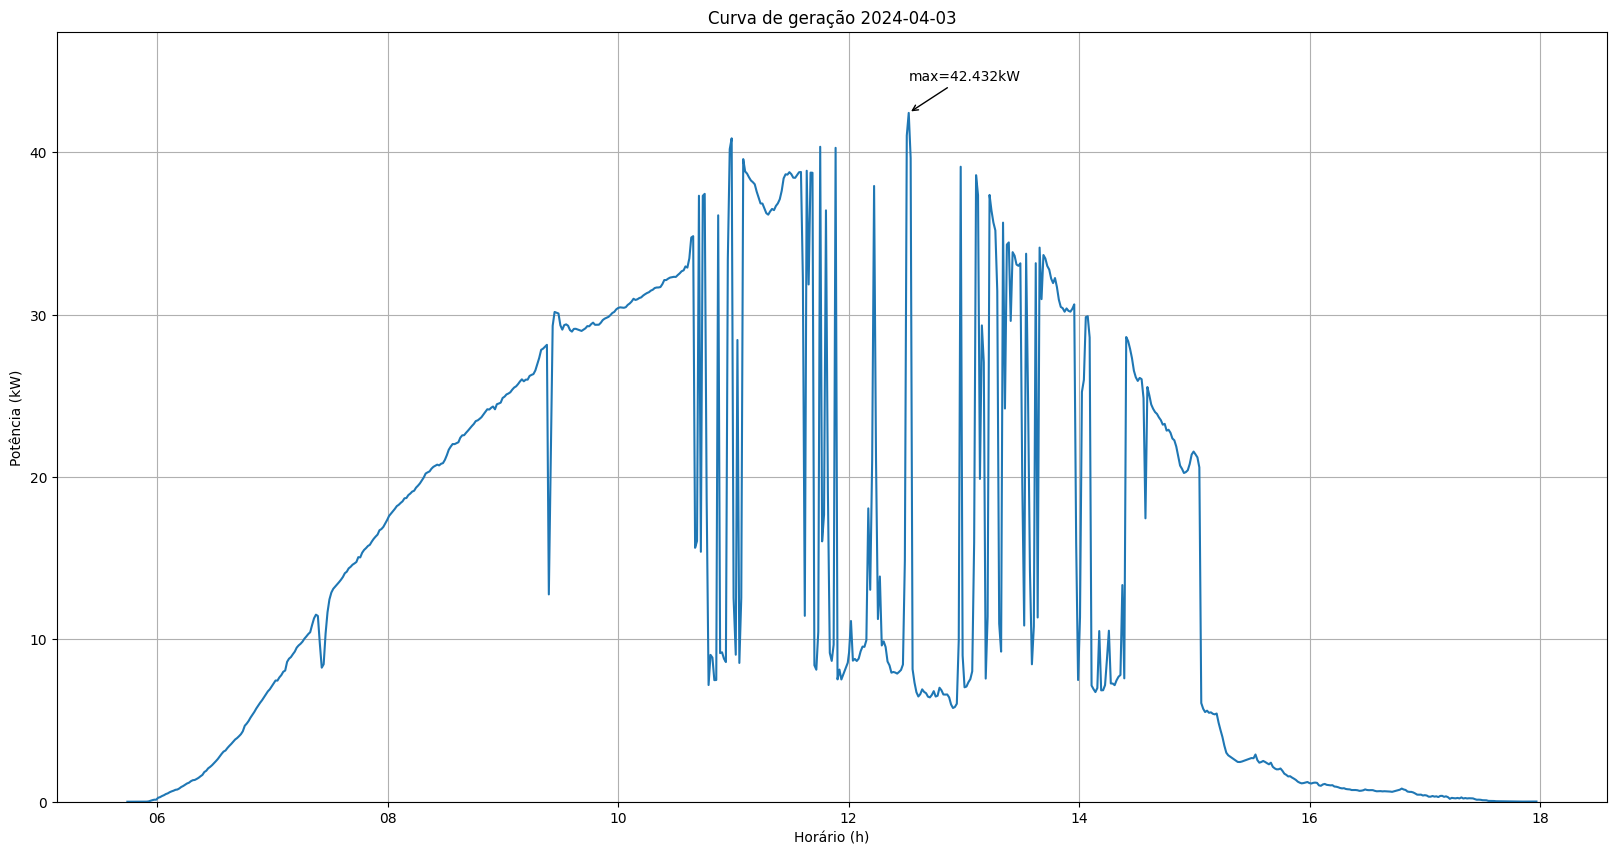 Curva de geração 2024-04-03
max=42.432kW
Potência (kW)
40
30
20
10
0
06 08 10 12 14 16 18
Horário (h)